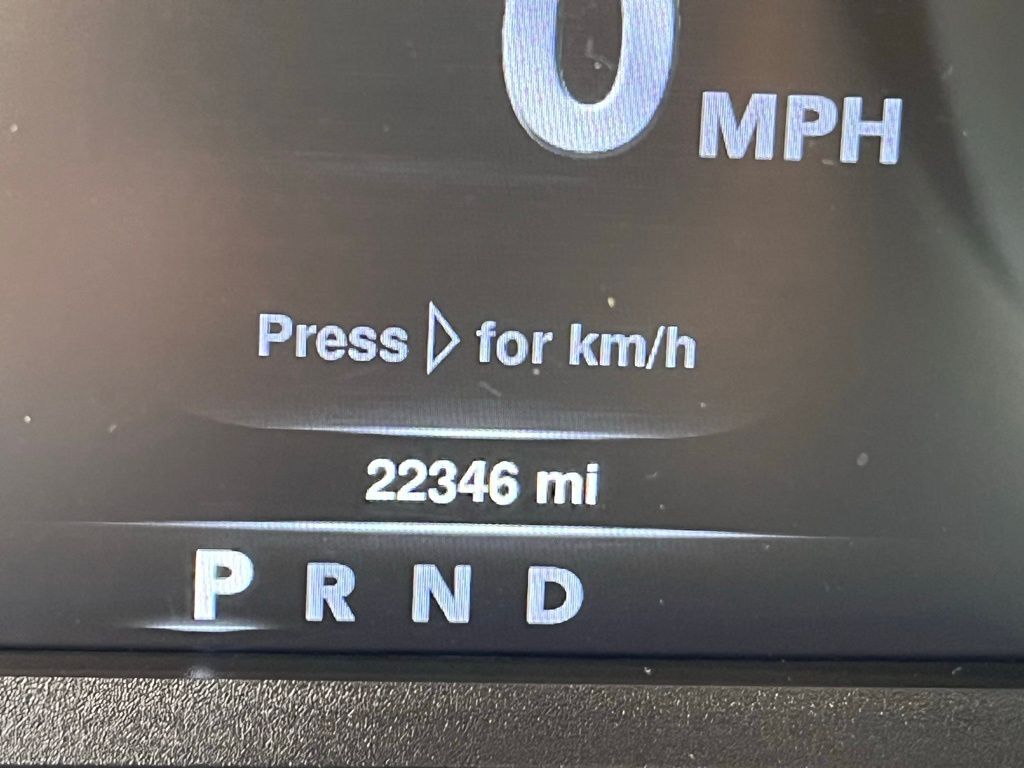 0 MPH
Press ▷ for km/h
22346 mi
P R N D